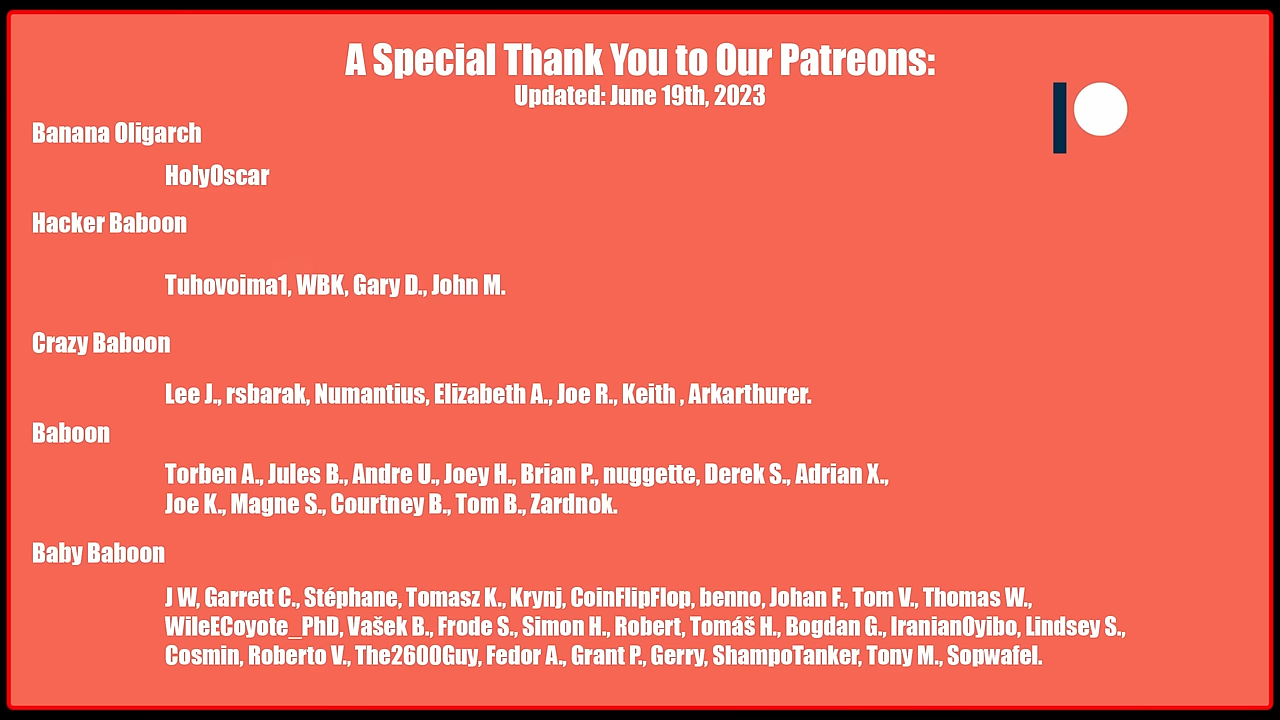 A Special Thank You to Our Patreons:
Updated: June 19th, 2023
Banana Oligarch
HolyOscar
Hacker Baboon
Tuhovoima1, WBK, Gary D., John M.
Crazy Baboon
Lee J., rsbarak, Numantius, Elizabeth A., Joe R., Keith , Arkarthurer.
Baboon
Torben A., Jules B., Andre U., Joey H., Brian P., nuggette, Derek S., Adrian X.,
Joe K., Magne S., Courtney B., Tom B., Zardnok.
Baby Baboon
J W, Garrett C., Stéphane, Tomasz K., Krynj, CoinFlipFlop, benno, Johan F., Tom V., Thomas W.,
WileECoyote_PhD, Vašek B., Frode S., Simon H., Robert, Tomáš H., Bogdan G., IranianOyibo, Lindsey S.,
Cosmin, Roberto V., The2600Guy, Fedor A., Grant P., Gerry, ShampoTanker, Tony M., Sopwafel.